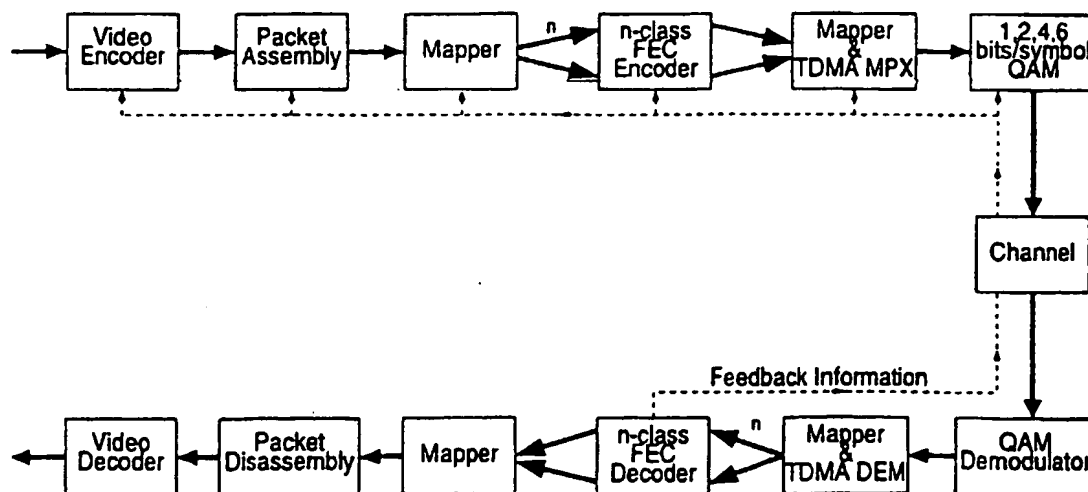 Video
Encoder
Packet
Assembly
Mapper
n
n-class
FEC
Encoder
Mapper
&
TDMA MPX
1,2,4,6
bits/symbol
QAM
Channel
Feedback Information
Video
Decoder
Packet
Disassembly
Mapper
n-class
FEC
Decoder
n
Mapper
&
TDMA DEM
QAM
Demodulator